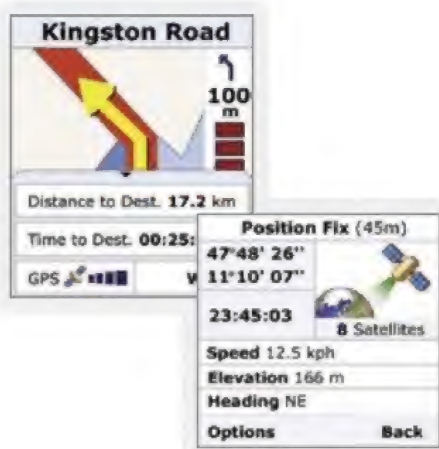 Kingston Road
100
m
Distance to Dest. 17.2 km
Time to Dest. 00:25:
GPS
Position Fix (45m)
47°48' 26"
11°10' 07"
23:45:03
8 Satellites
Speed 12.5 kph
Elevation 166 m
Heading NE
Options Back